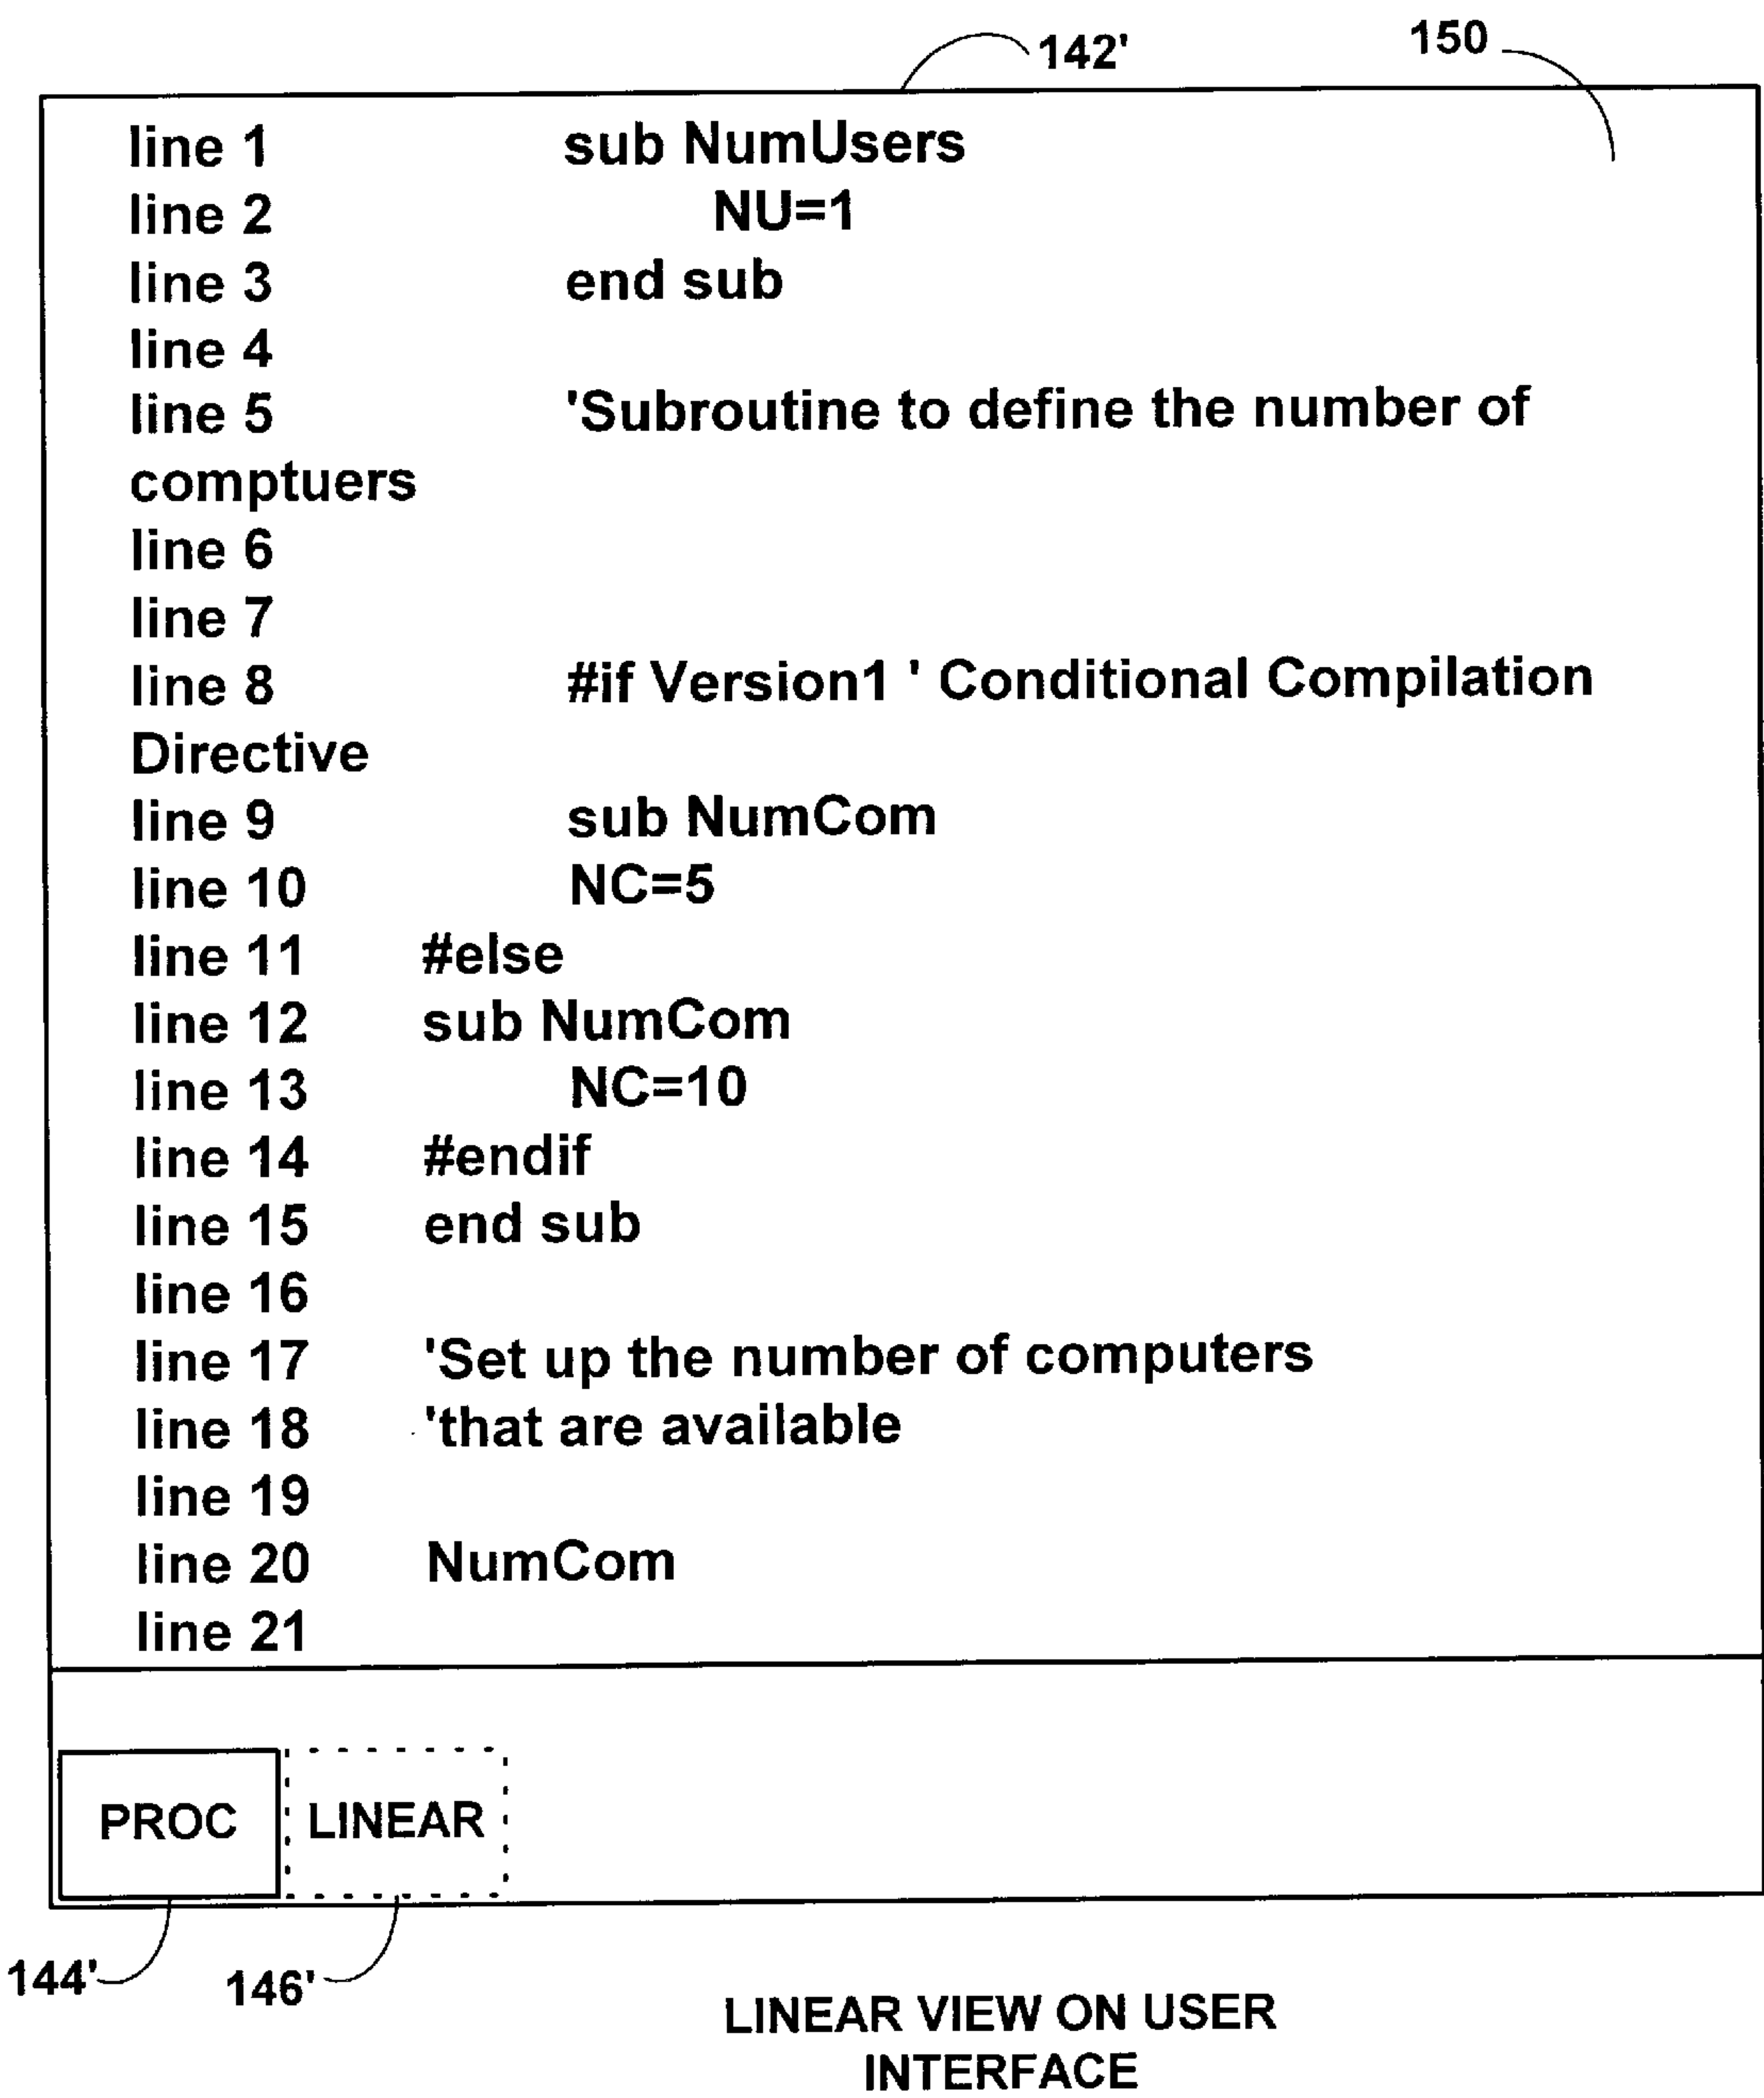 142'
150
line 1 sub NumUsers
line 2 NU=1
line 3 end sub
line 4
line 5 'Subroutine to define the number of
comptuers
line 6
line 7
line 8 #if Version1 ' Conditional Compilation
Directive
line 9 sub NumCom
line 10 NC=5
line 11 #else
line 12 sub NumCom
line 13 NC=10
line 14 #endif
line 15 end sub
line 16
line 17 'Set up the number of computers
line 18 'that are available
line 19
line 20 NumCom
line 21
PROC
LINEAR
144'
146'
LINEAR VIEW ON USER
INTERFACE